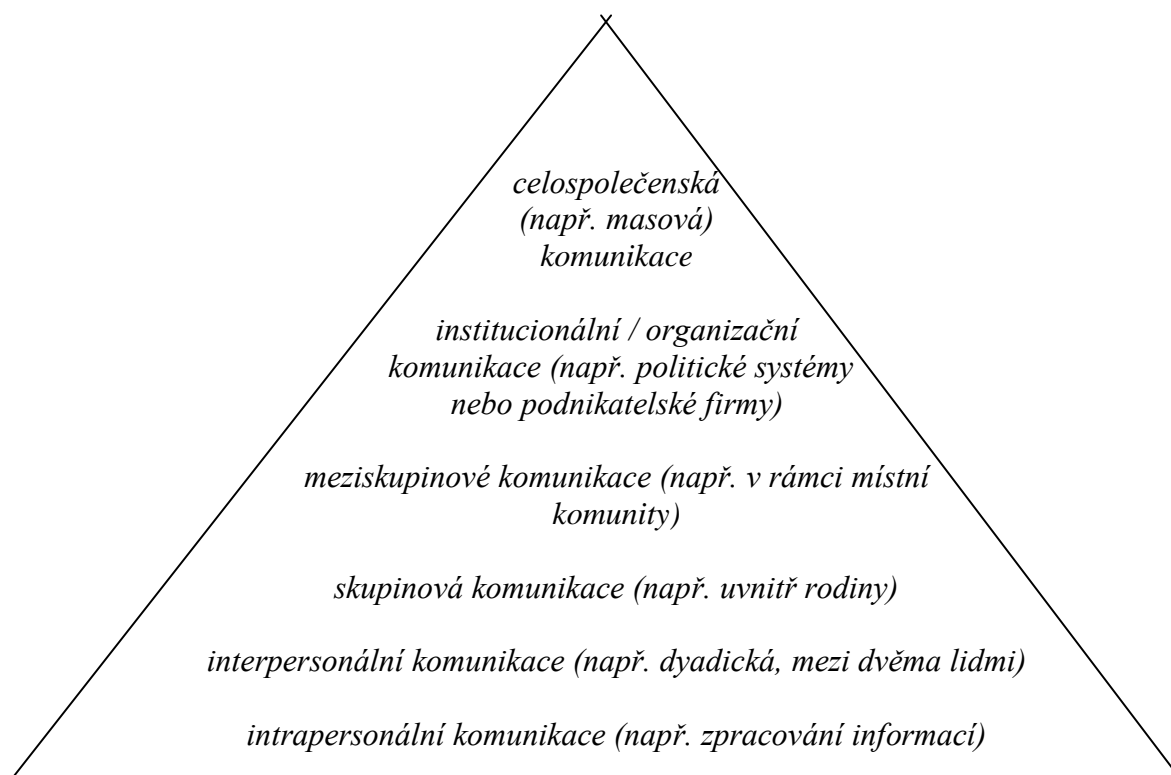 celospolečenská
(např. masová)
komunikace
institucionální / organizační
komunikace (např. politické systémy
nebo podnikatelské firmy)
meziskupinové komunikace (např. v rámci místní
komunity)
skupinová komunikace (např. uvnitř rodiny)
interpersonální komunikace (např. dyadická, mezi dvěma lidmi)
intrapersonální komunikace (např. zpracování informací)